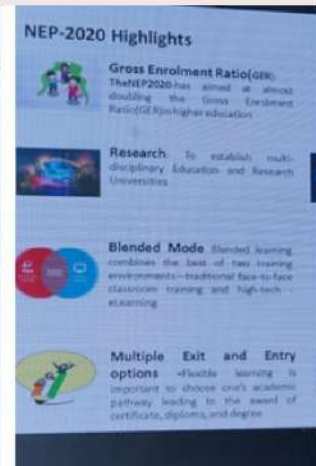 NEP-2020 Highlights
Gross Enrolment Ratio(GER):
TheNEP2020 has aimed at almost
doubling the Gross Enrolment
Ratio(GER)in higher education
Research: To establish multi-
disciplinary Education and Research
Universities
Blended Mode Blended learning
combines the best of two training
environments—traditional face-to-face
classroom training and high-tech
eLearning
Multiple Exit and Entry
options -Flexible learning is
important to choose one's academic
pathway leading to the award of
certificate, diploma, and degree